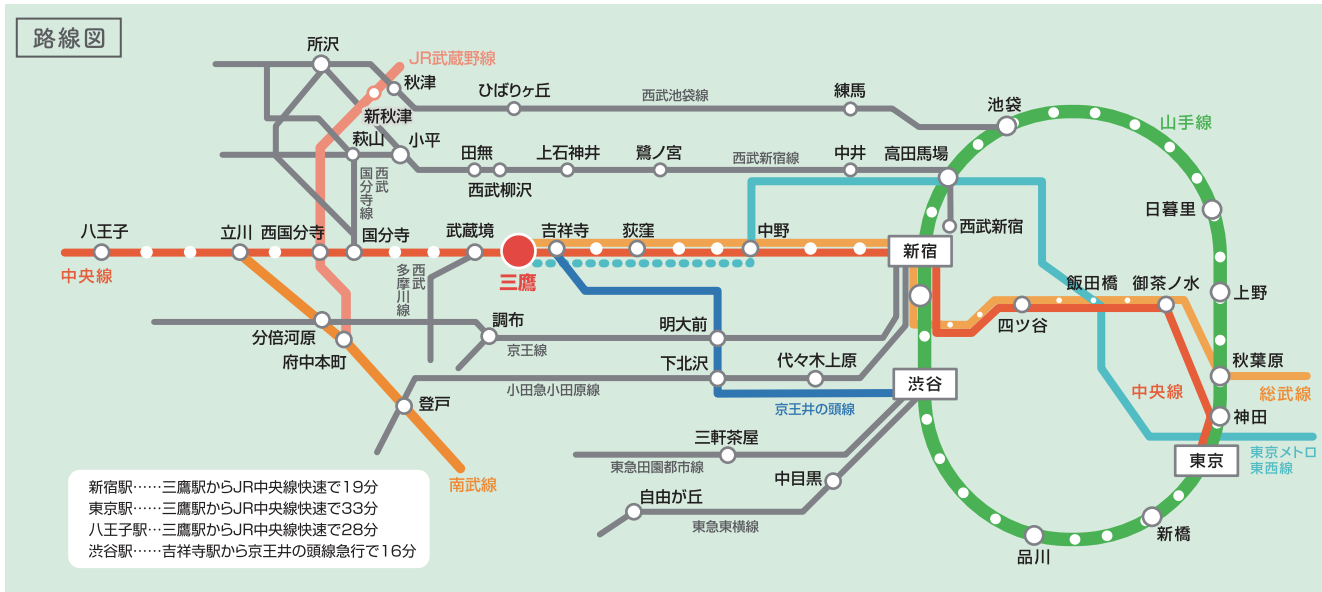 路線図
所沢
JR武蔵野線
秋津
ひばりヶ丘
西武池袋線
練馬
池袋
山手線
新秋津
萩山
小平
田無
西武柳沢
上石神井
鷺ノ宮
西武新宿線
中井
高田馬場
西武
国分寺線
日暮里
西武新宿
八王子
立川
西国分寺
国分寺
武蔵境
三鷹
吉祥寺
荻窪
中野
新宿
中央線
西武
多摩川線
飯田橋
御茶ノ水
上野
四ツ谷
分倍河原
府中本町
調布
京王線
明大前
下北沢
代々木上原
渋谷
秋葉原
中央線
総武線
小田急小田原線
京王井の頭線
登戸
神田
三軒茶屋
東急田園都市線
東京
東京メトロ
東西線
中目黒
南武線
自由が丘
東急東横線
新橋
品川
新宿駅……三鷹駅からJR中央線快速で19分
東京駅……三鷹駅からJR中央線快速で33分
八王子駅…三鷹駅からJR中央線快速で28分
渋谷駅……吉祥寺駅から京王井の頭線急行で16分